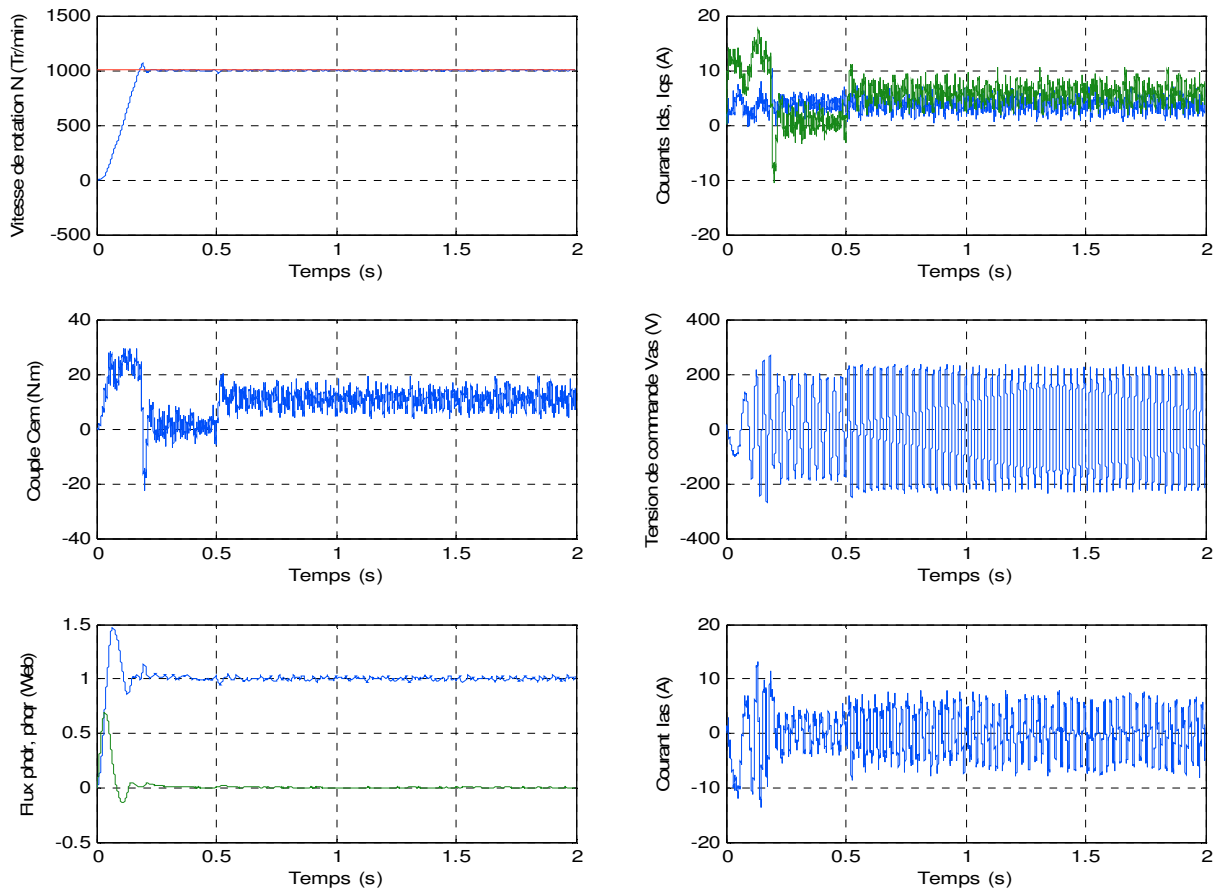 Vitesse de rotation N (Tr/min)
1500
1000
500
0
-500
0 0.5 1 1.5 2
Temps (s)
Courants Ids, Iqs (A)
20
10
0
-10
-20
0 0.5 1 1.5 2
Temps (s)
Couple Cem (N.m)
40
20
0
-20
-40
0 0.5 1 1.5 2
Temps (s)
Tension de commande Vas (V)
400
200
0
-200
-400
0 0.5 1 1.5 2
Temps (s)
Flux phdr, phqr (Web)
1.5
1
0.5
0
-0.5
0 0.5 1 1.5 2
Temps (s)
Courant Ias (A)
20
10
0
-10
-20
0 0.5 1 1.5 2
Temps (s)